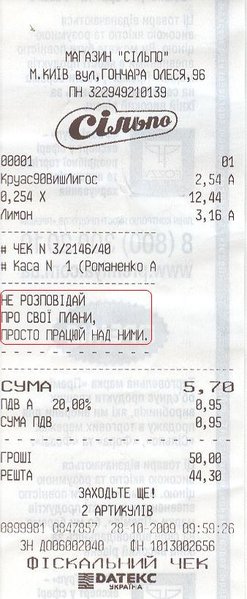 МАГАЗИН "СІЛЬПО"
М.КИЇВ вул,ГОНЧАРА ОЛЕСЯ,96
ПН 322949210139
Сільпо
00001 01
Круас90ВишЛигос 2,54 А
0,254 X 12,44
Лимон 3,16 А
# ЧЕК N 3/2146/40 #
# Каса N 1 (Романенко А
НЕ РОЗПОВІДАЙ
ПРО СВОЇ ПЛАНИ,
ПРОСТО ПРАЦЮЙ НАД НИМИ.
СУМА 5,70
ПДВ А 20,00% 0,95
СУМА ПДВ 0,95
ГРОШІ 50,00
РЕШТА 44,30
ЗАХОДЬТЕ ЩЕ!
2 АРТИКУЛІВ
0899981 0847857 28 10 2009 09:59:26
ЗН ДО06002040 СН 1013002656
ФІСКАЛЬНИЙ ЧЕК
DATEKC
УКРАЇНА